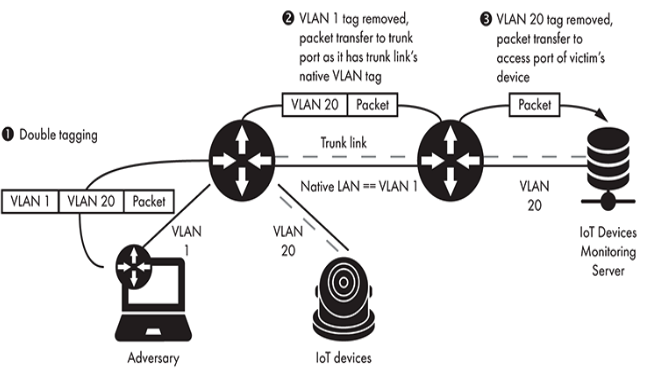 ❷ VLAN 1 tag removed,
packet transfer to trunk
port as it has trunk link's
native VLAN tag
❸ VLAN 20 tag removed,
packet transfer to
access port of victim's
device
VLAN 20 Packet
Packet
❶ Double tagging
Trunk link
Native LAN == VLAN 1
VLAN
20
VLAN 1 VLAN 20 Packet
VLAN
1
VLAN
20
IoT Devices
Monitoring
Server
Adversary
IoT devices